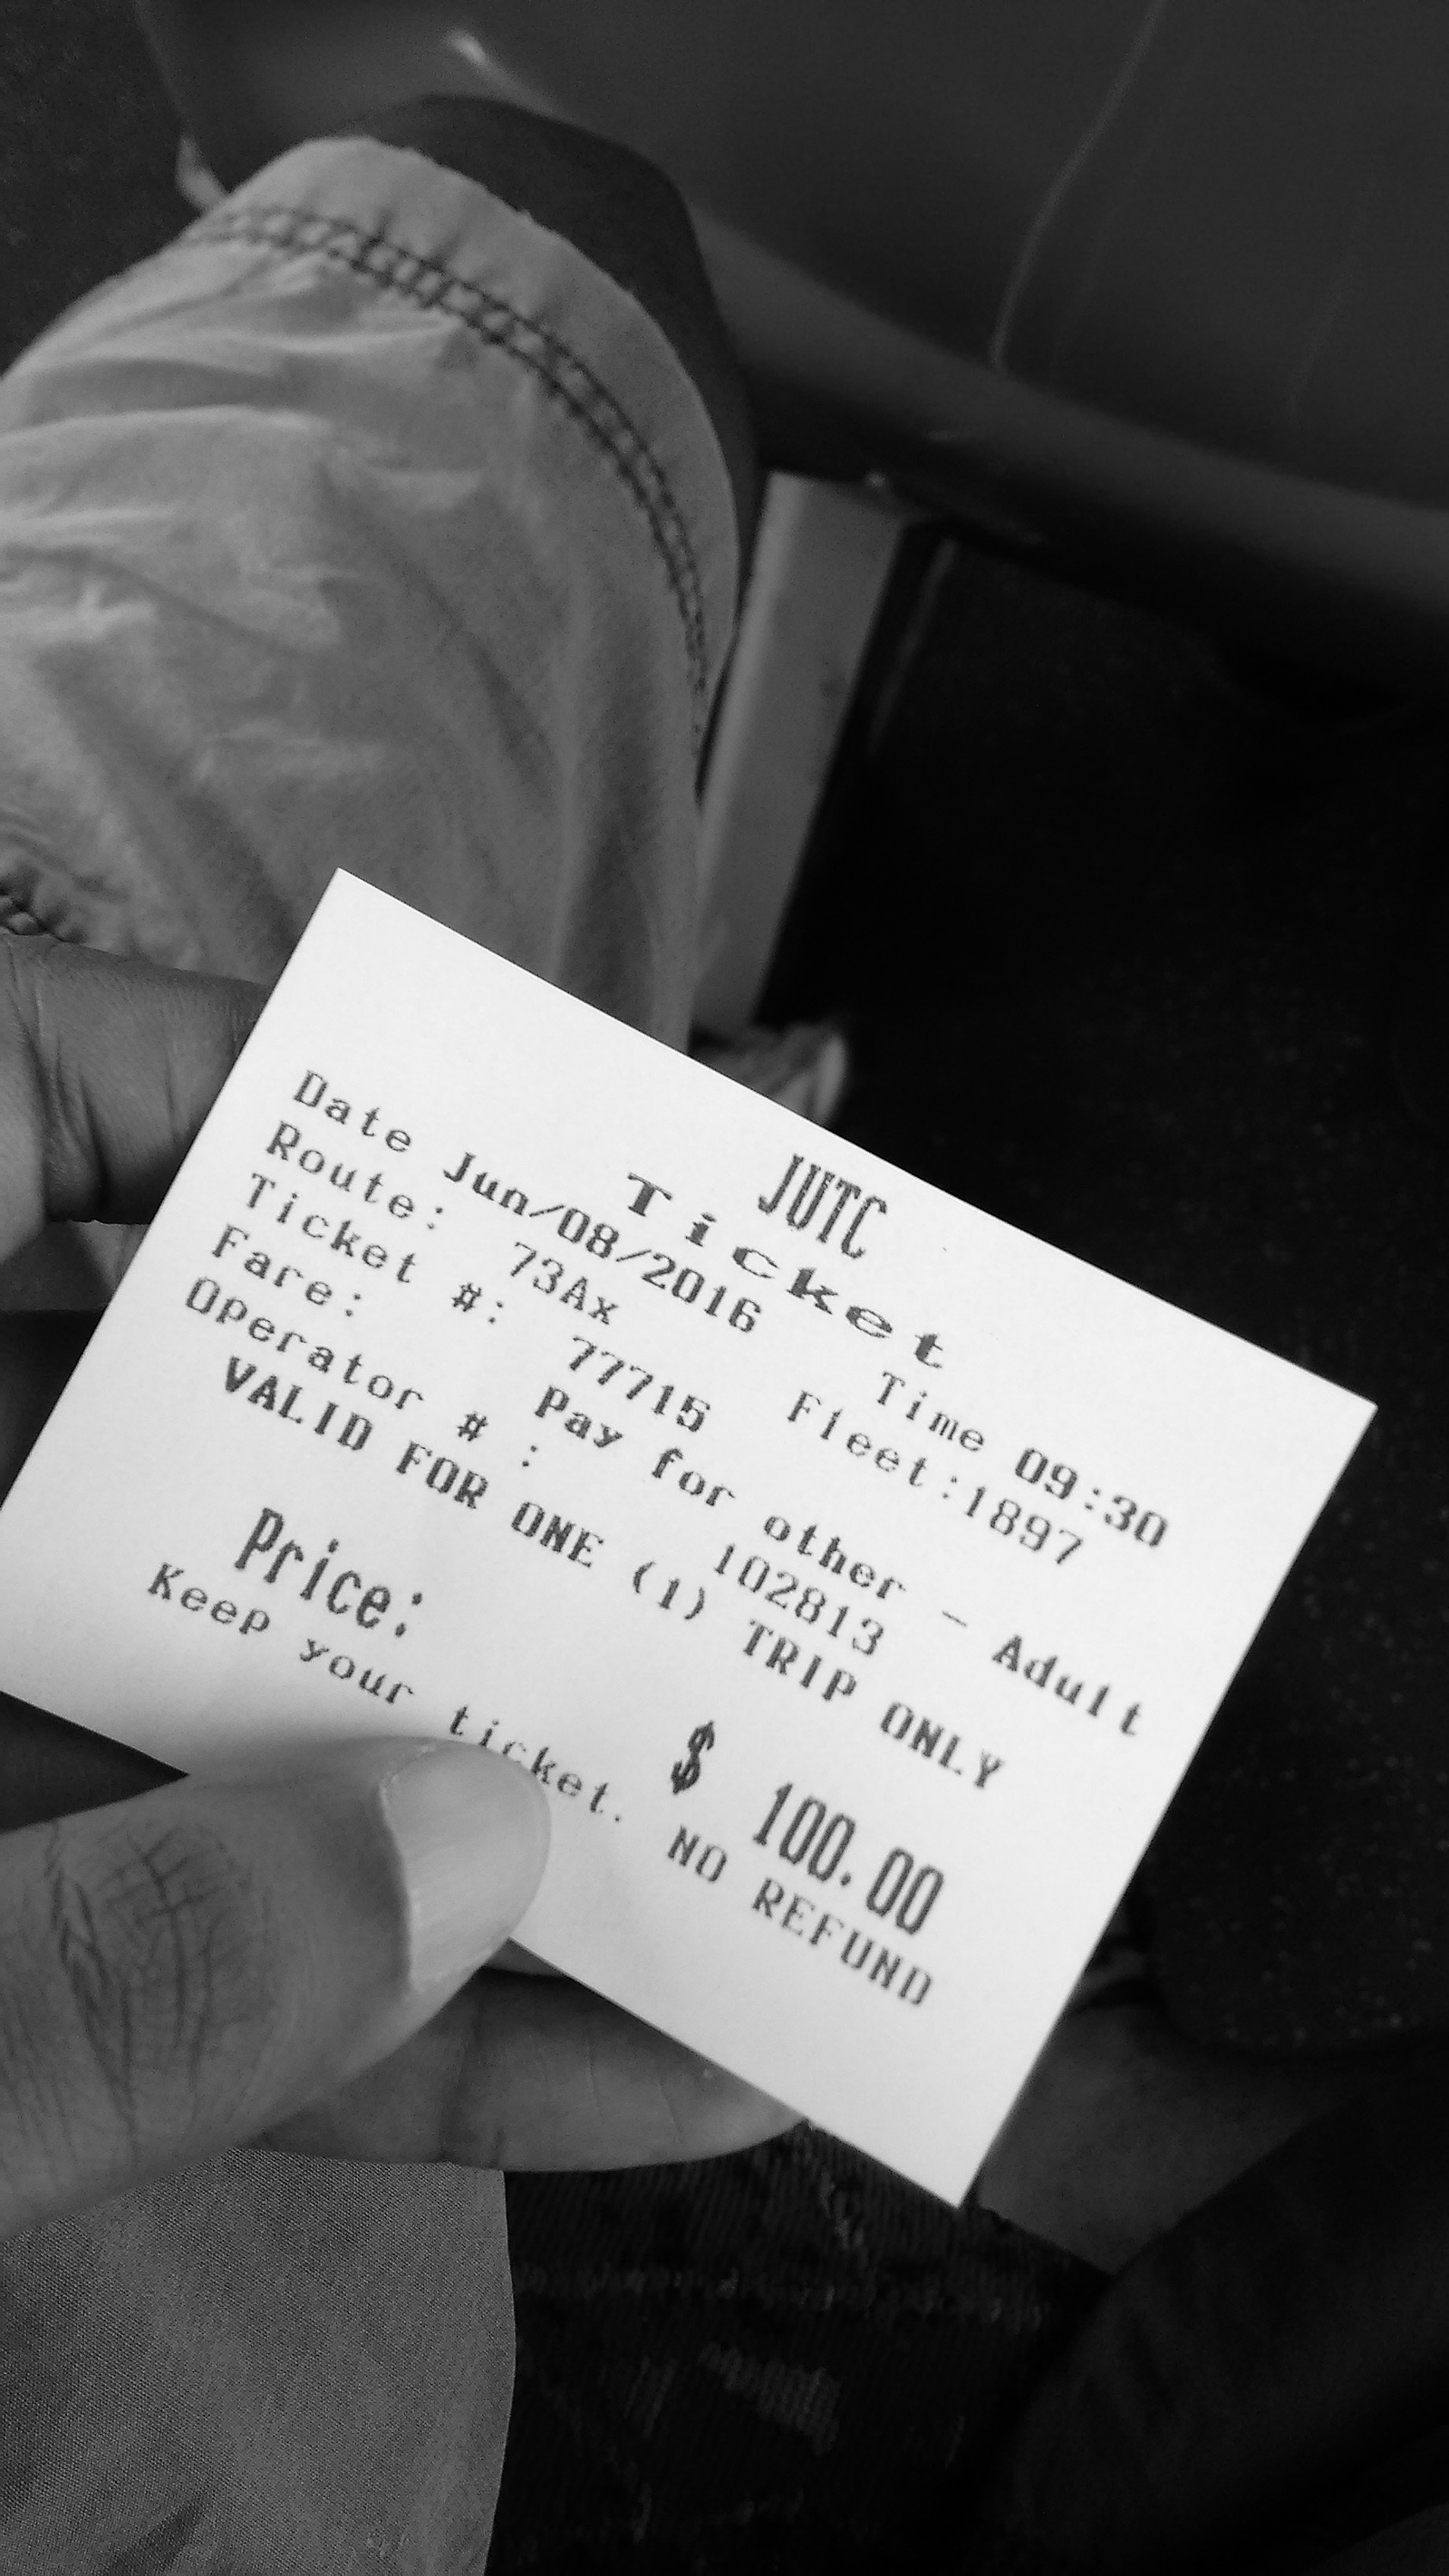 JUTC
Ticket
Date Jun/08/2016 Time 09:30
Route: 73Ax Fleet:1897
Ticket #: 77715
Fare: Pay for other - Adult
Operator # : 102813
VALID FOR ONE (1) TRIP ONLY
Price: $ 100.00
Keep your ticket. NO REFUND